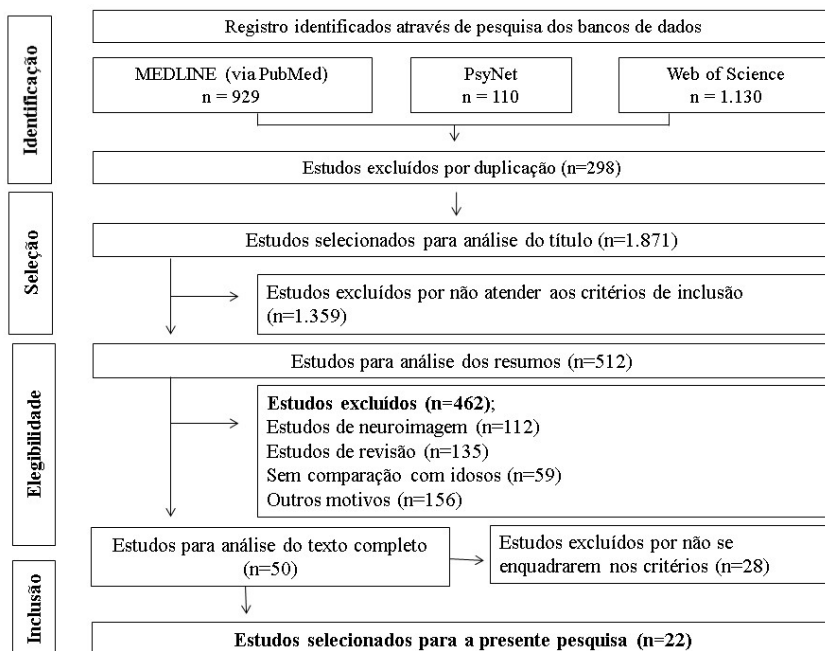 Identificação
Registro identificados através de pesquisa dos bancos de dados
MEDLINE (via PubMed)
n = 929
PsyNet
n = 110
Web of Science
n = 1.130
Estudos excluídos por duplicação (n=298)
Seleção
Estudos selecionados para análise do título (n=1.871)
Estudos excluídos por não atender aos critérios de inclusão
(n=1.359)
Elegibilidade
Estudos para análise dos resumos (n=512)
Estudos excluídos (n=462);
Estudos de neuroimagem (n=112)
Estudos de revisão (n=135)
Sem comparação com idosos (n=59)
Outros motivos (n=156)
Estudos para análise do texto completo
(n=50)
Estudos excluídos por não se
enquadrarem nos critérios (n=28)
Inclusão
Estudos selecionados para a presente pesquisa (n=22)